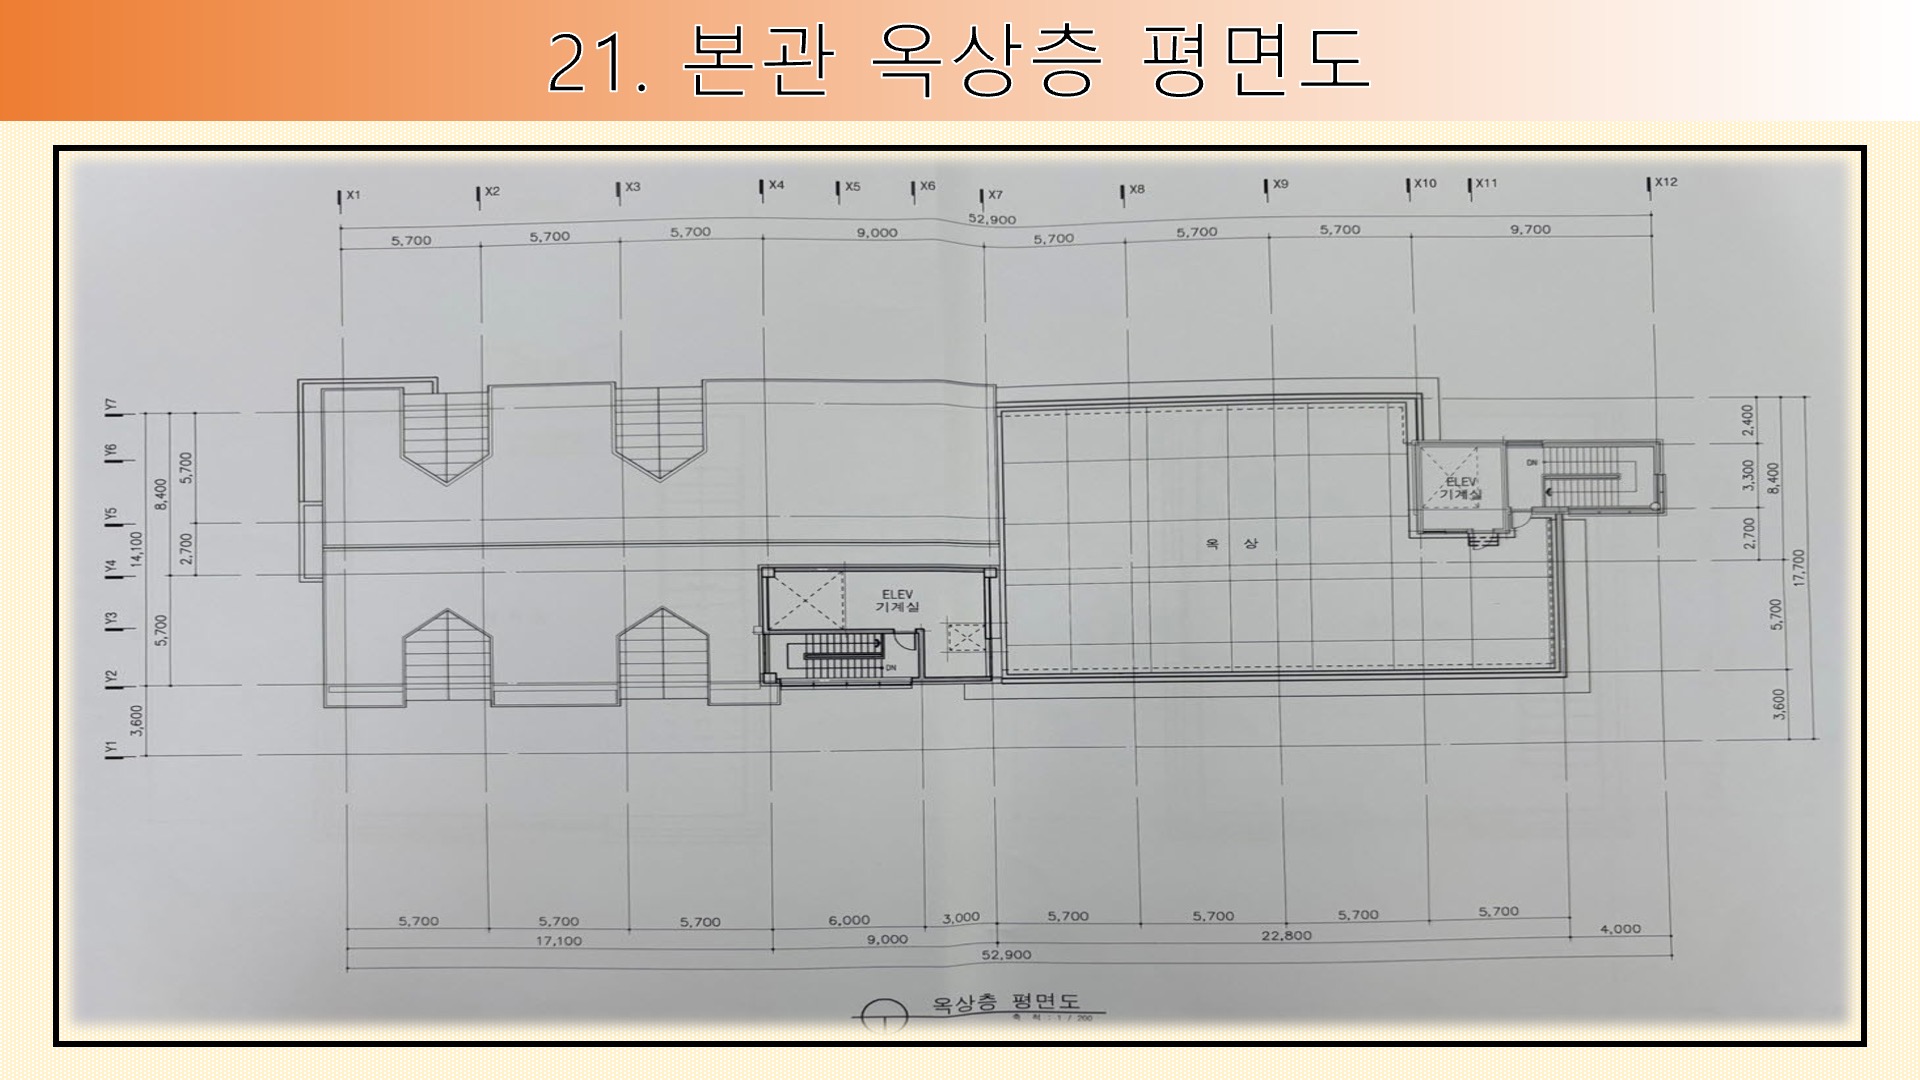 21. 본관 옥상층 평면도
X1 X2 X3 X4 X5 X6 X7 X8 X9 X10 X11 X12
52,900
5,700 5,700 5,700 9,000 5,700 5,700 5,700 9,700
Y7
Y6
Y5
Y4
Y3
Y2
Y1
5,700
8,400
2,700
14,100
5,700
3,600
ELEV
기계실
DN
옥 상
ELEV
기계실
DN
2,400
3,300
8,400
2,700
17,700
5,700
3,600
5,700 5,700 5,700 6,000 3,000 5,700 5,700 5,700 5,700
17,100 9,000 22,800 4,000
52,900
옥상층 평면도
축 척 : 1 / 200